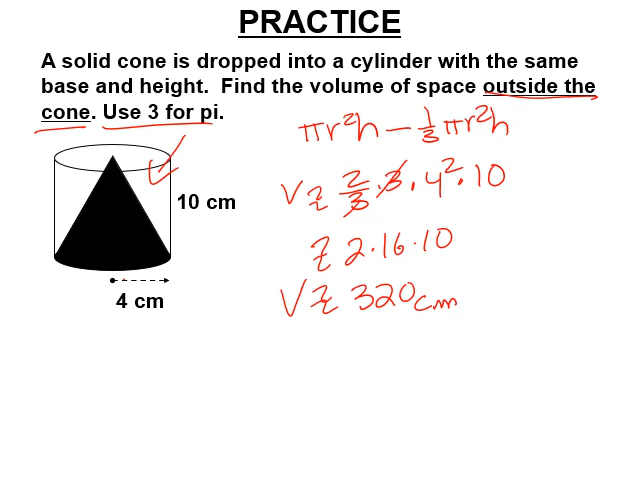 PRACTICE
A solid cone is dropped into a cylinder with the same
base and height. Find the volume of space outside the
cone. Use 3 for pi.
πr²h – 1/3 πr²h
V ≈ 2/3 · 3 · 4² · 10
10 cm
≈ 2 · 16 · 10
4 cm
V ≈ 320 cm